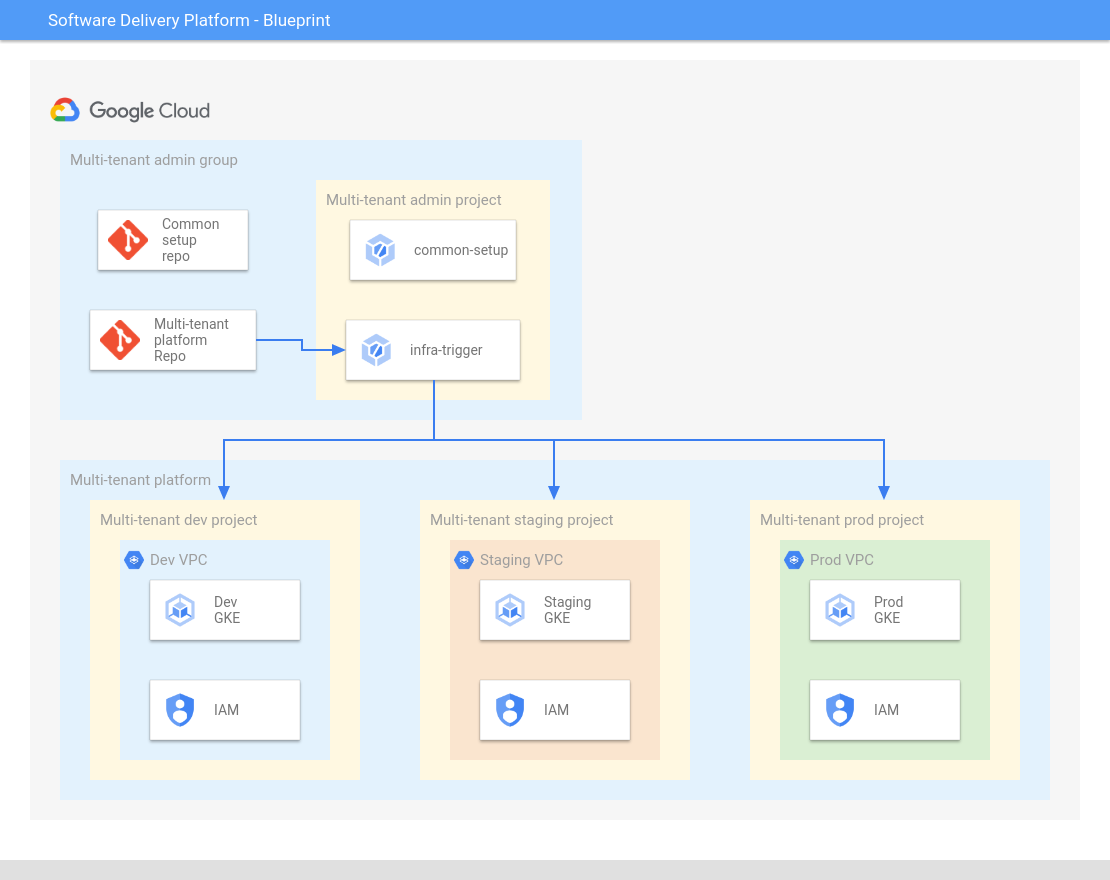 Software Delivery Platform - Blueprint
Google Cloud
Multi-tenant admin group
Multi-tenant admin project
Common
setup
repo
common-setup
Multi-tenant
platform
Repo
infra-trigger
Multi-tenant platform
Multi-tenant dev project
Dev VPC
Dev
GKE
IAM
Multi-tenant staging project
Staging VPC
Staging
GKE
IAM
Multi-tenant prod project
Prod VPC
Prod
GKE
IAM